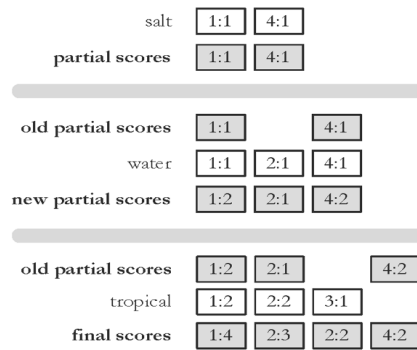 salt 1:1 4:1
partial scores 1:1 4:1
old partial scores 1:1 4:1
water 1:1 2:1 4:1
new partial scores 1:2 2:1 4:2
old partial scores 1:2 2:1 4:2
tropical 1:2 2:2 3:1
final scores 1:4 2:3 2:2 4:2